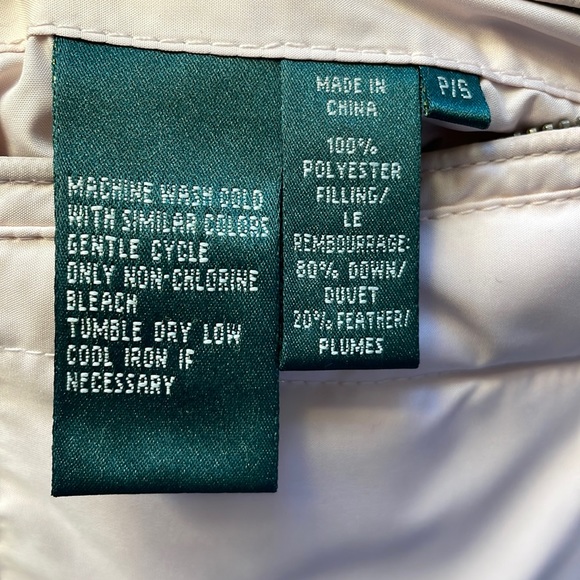 MACHINE WASH COLD
WITH SIMILAR COLORS
GENTLE CYCLE
ONLY NON-CHLORINE
BLEACH
TUMBLE DRY LOW
COOL IRON IF
NECESSARY
MADE IN
CHINA
100%
POLYESTER
FILLING/
LE
REMBOURRAGE:
80% DOWN/
DUVET
20% FEATHER/
PLUMES
P/S